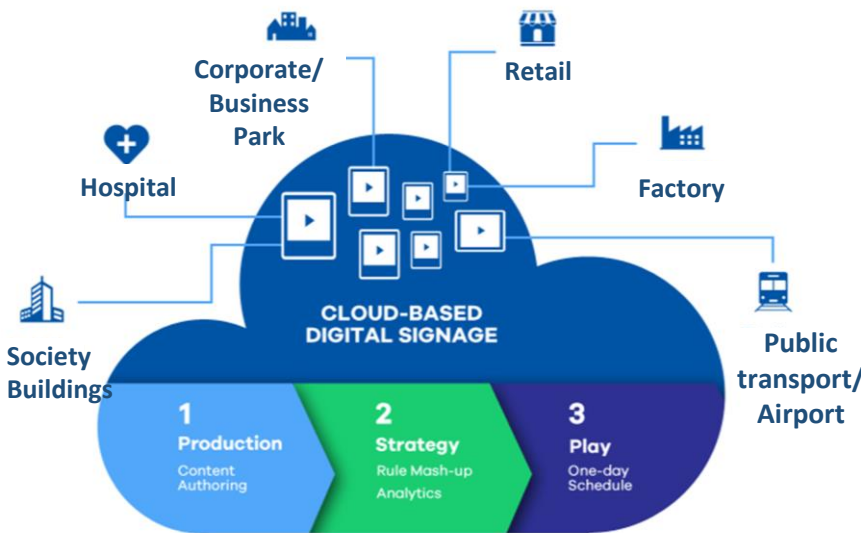 Corporate/
Business
Park
Retail
Hospital
Factory
CLOUD-BASED
DIGITAL SIGNAGE
Society
Buildings
Public
transport/
Airport
1
Production
Content
Authoring
2
Strategy
Rule Mash-up
Analytics
3
Play
One-day
Schedule